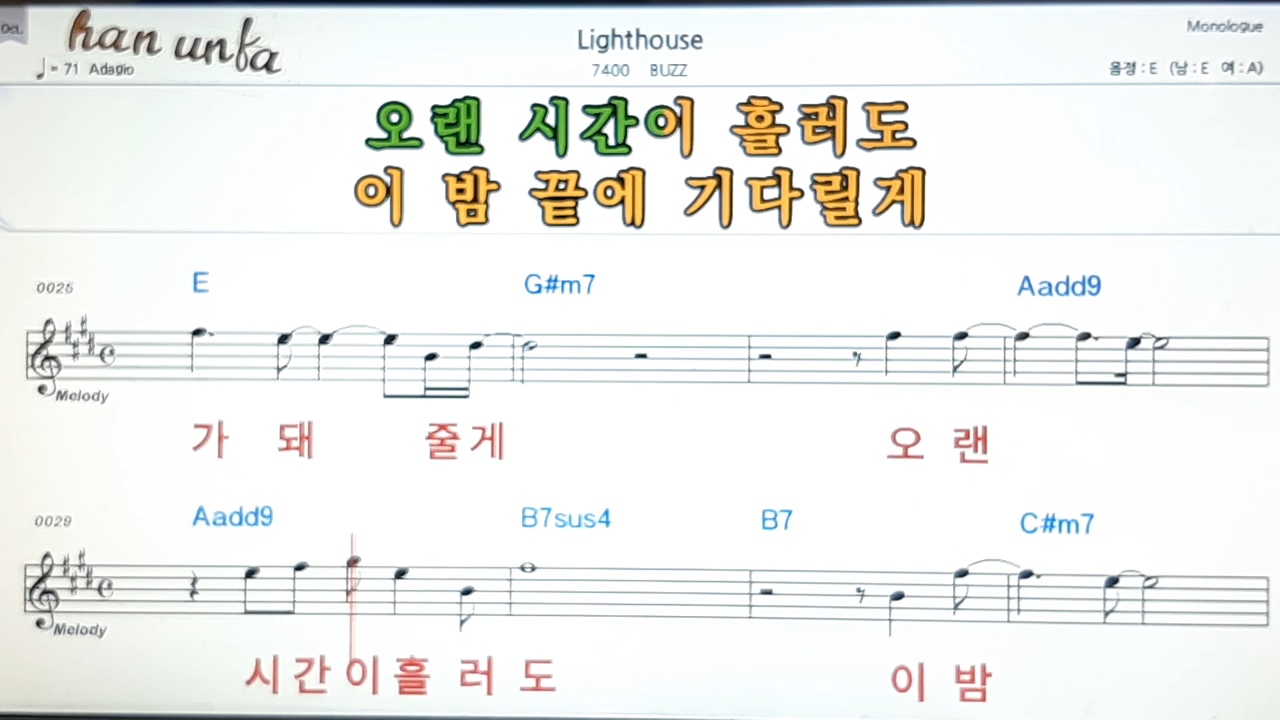 Oct.
han unfa
Lighthouse
Monologue
♩= 71 Adagio
7400 BUZZ
음정 : E (남 : E 여 : A)
오랜 시간이 흘러도
이 밤 끝에 기다릴게
0025
E G#m7 Aadd9
Melody
가 돼 줄게 오 랜
0029
Aadd9 B7sus4 B7 C#m7
Melody
시간이흘 러 도 이 밤